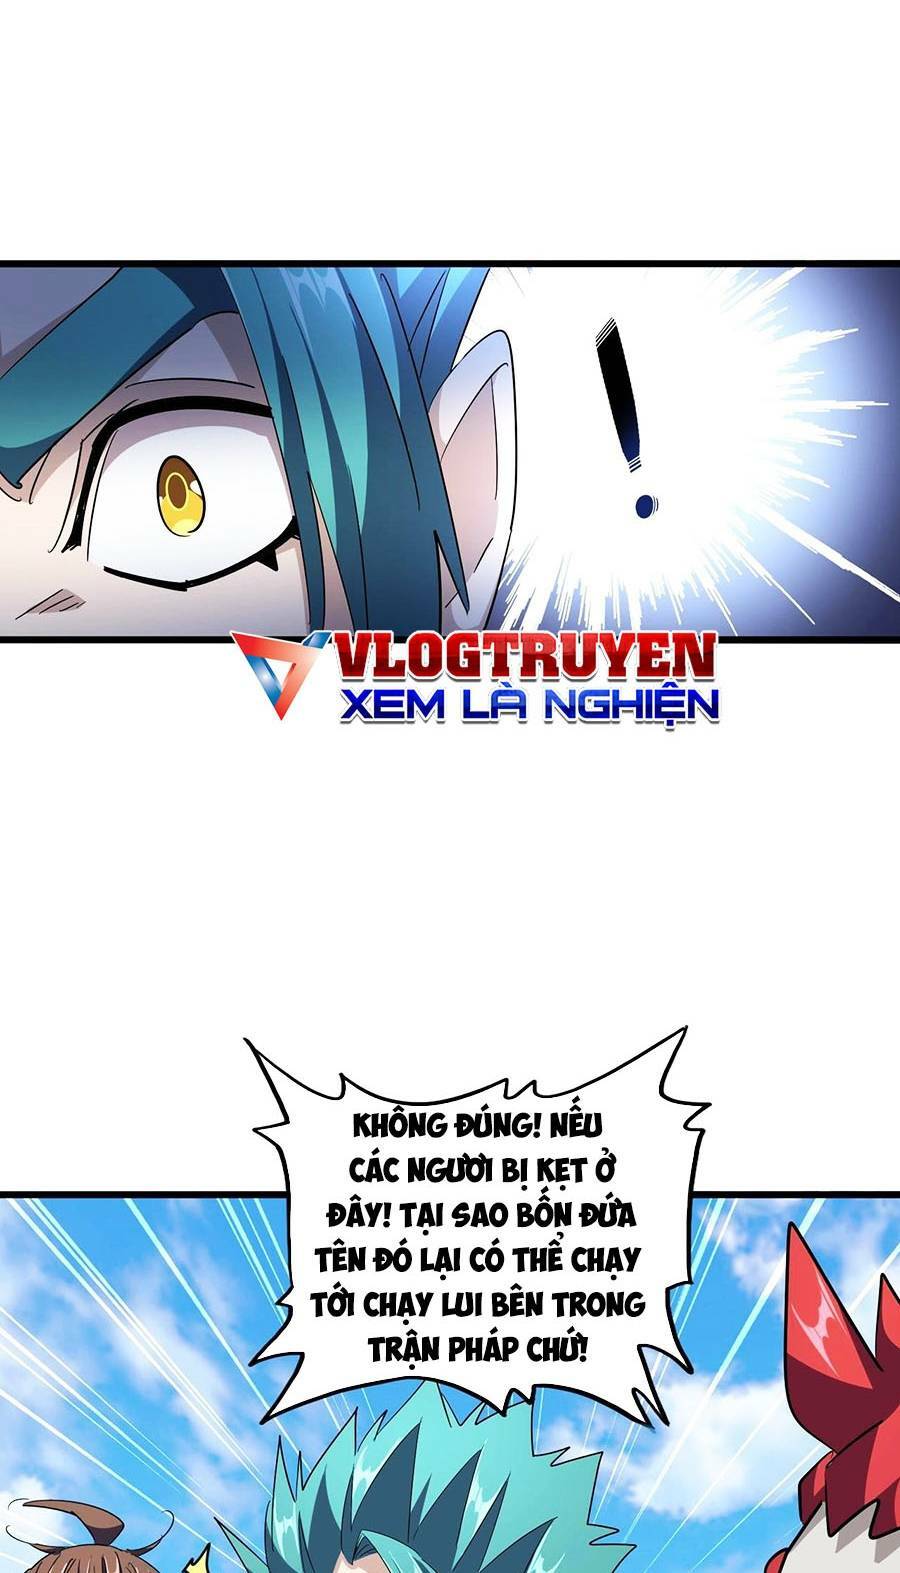 !
VLOGTRUYEN
XEM LÀ NGHIỆN
KHÔNG ĐÚNG! NẾU
CÁC NGƯƠI BỊ KẸT Ở
ĐÂY! TẠI SAO BỐN ĐỨA
TÊN ĐÓ LẠI CÓ THỂ CHẠY
TỚI CHẠY LUI BÊN TRONG
TRẬN PHÁP CHỨ!